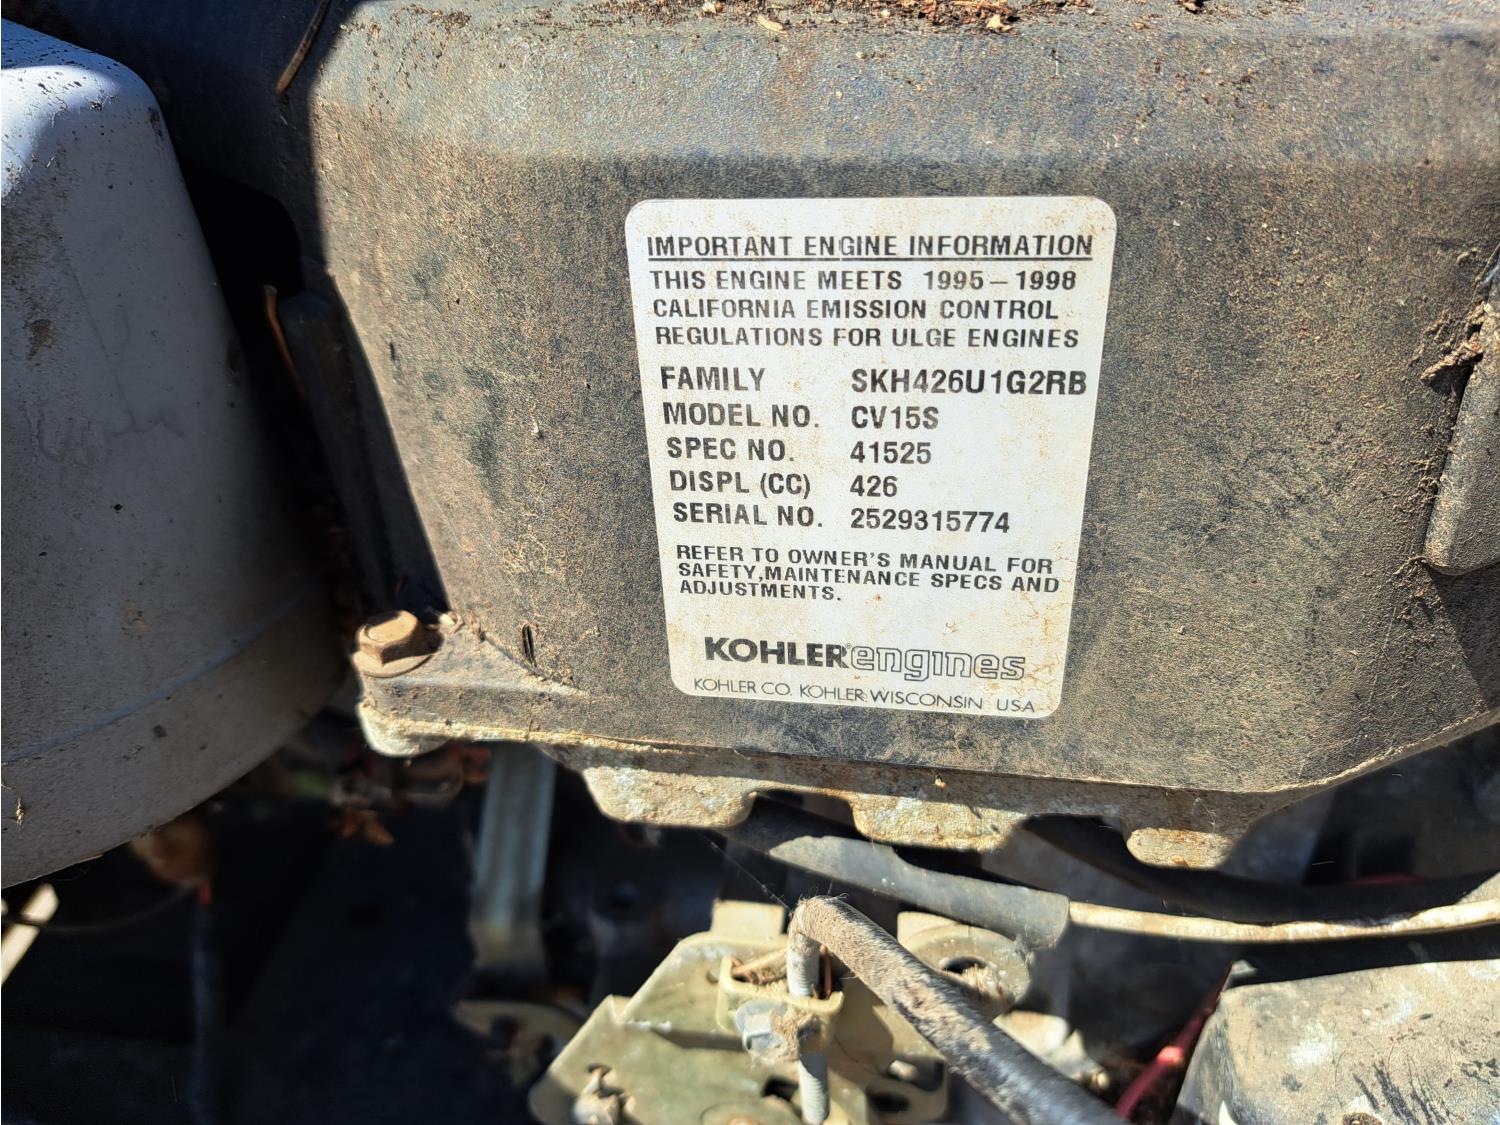 IMPORTANT ENGINE INFORMATION
THIS ENGINE MEETS 1995-1998
CALIFORNIA EMISSION CONTROL
REGULATIONS FOR ULGE ENGINES
FAMILY SKH426U1G2RB
MODEL NO. CV15S
SPEC NO. 41525
DISPL (CC) 426
SERIAL NO. 2529315774
REFER TO OWNER'S MANUAL FOR
SAFETY,MAINTENANCE SPECS AND
ADJUSTMENTS.
KOHLER engines
KOHLER CO. KOHLER, WISCONSIN USA